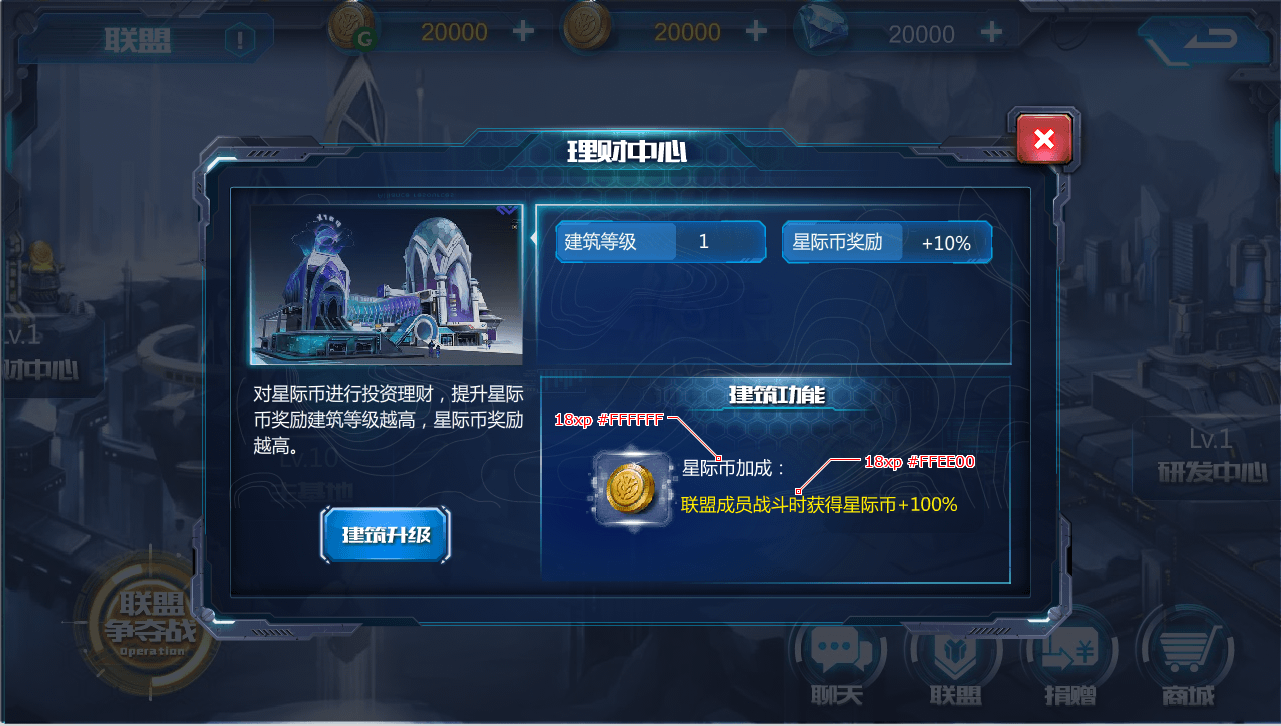 联盟
!
G
20000
20000
20000
理财中心
建筑等级
1
星际币奖励
+10%
Lv.1
财中心
对星际币进行投资理财，提升星际
币奖励建筑等级越高，星际币奖励
越高。
Lv.10
主基地
建筑升级
建筑功能
18xp #FFFFFF
星际币加成：
18xp #FFEE00
联盟成员战斗时获得星际币+100%
Lv.1
研发中心
联盟
争夺战
Operation
聊天
联盟
捐赠
商城